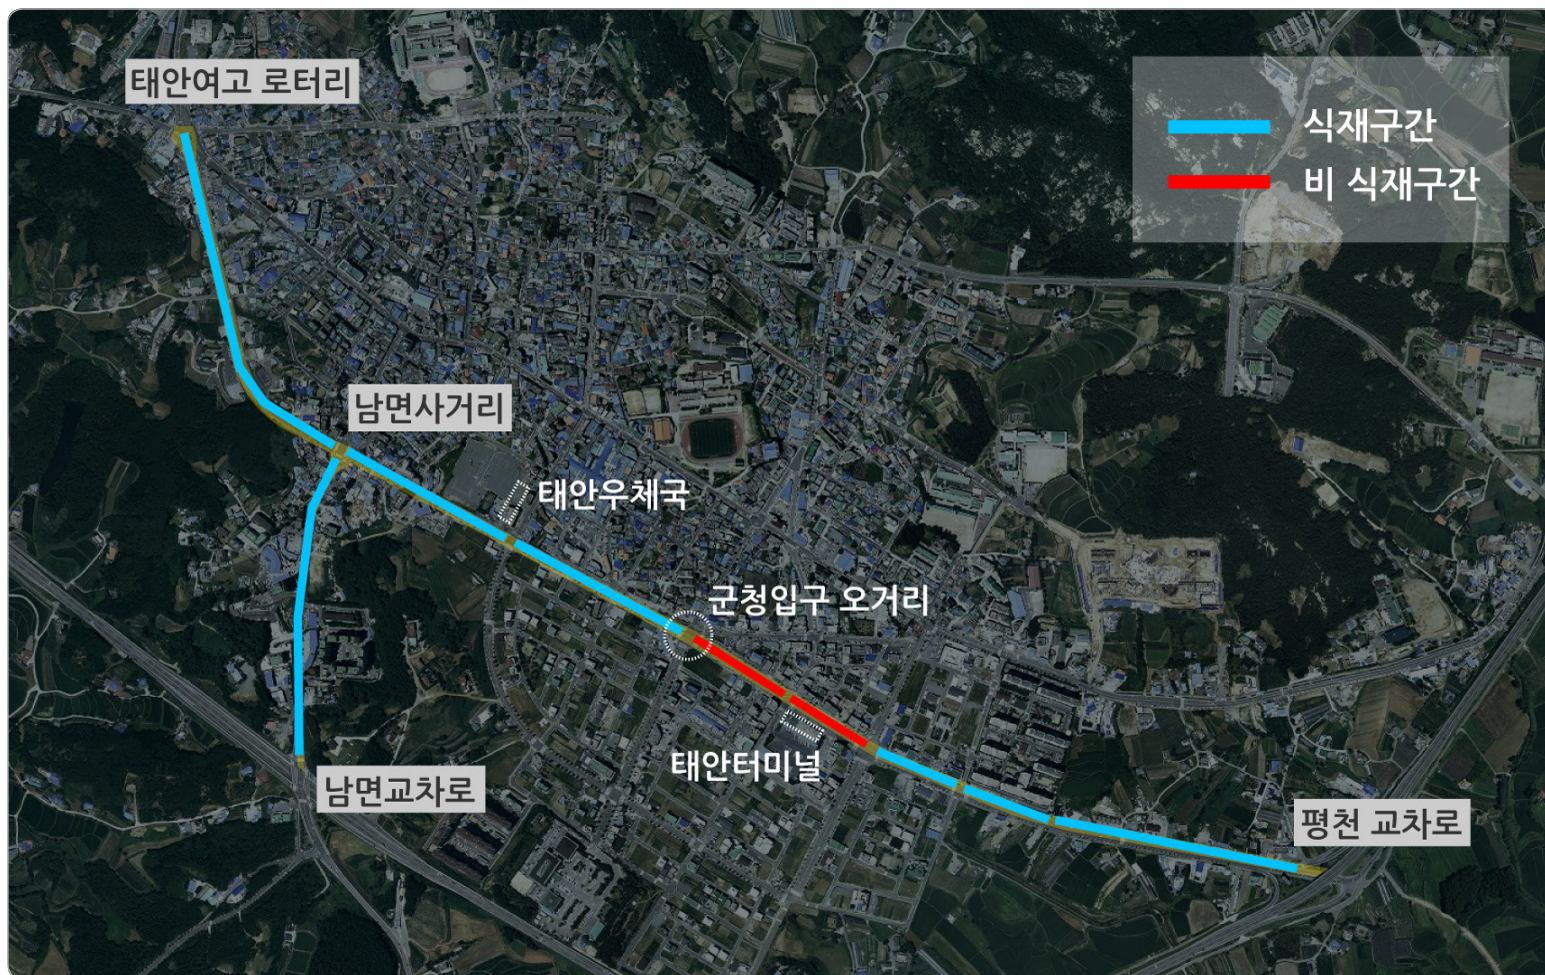 태안여고 로터리
식재구간
비 식재구간
남면사거리
태안우체국
군청입구 오거리
태안터미널
남면교차로
평천 교차로